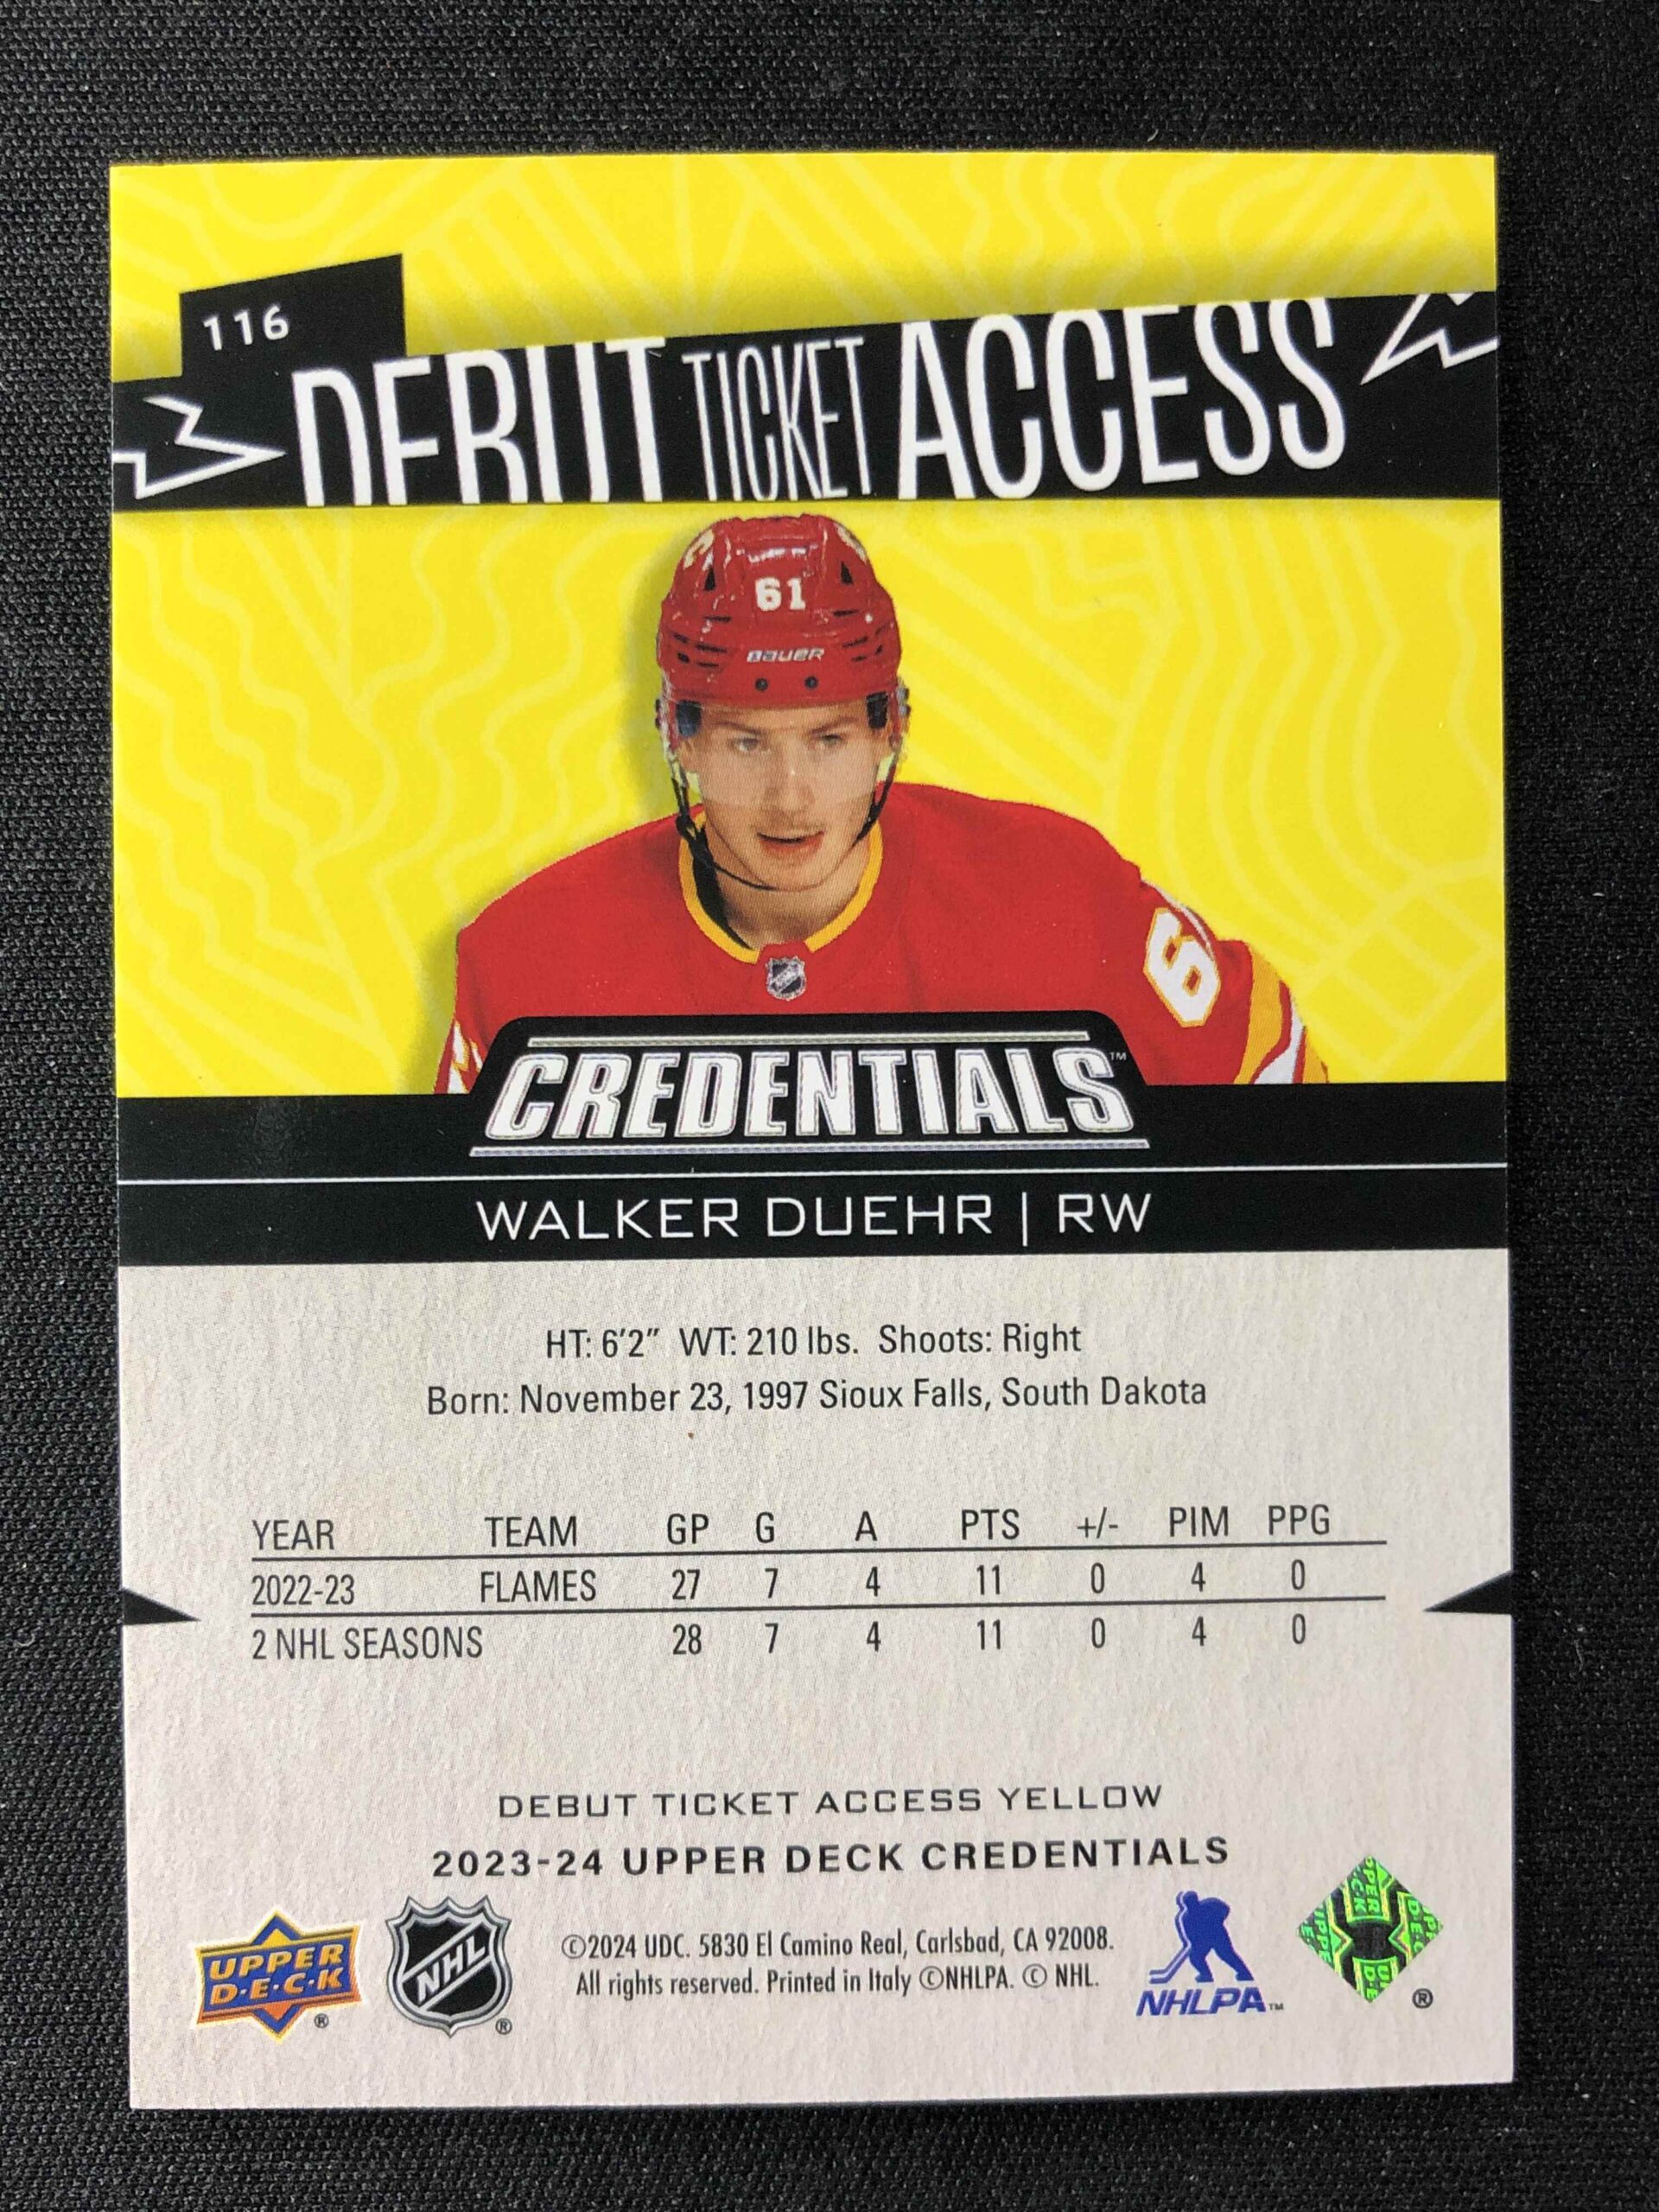 116
DEBUT TICKET ACCESS
61
BAUER
6
CREDENTIALS™
WALKER DUEHR | RW
HT: 6'2" WT: 210 lbs. Shoots: Right
Born: November 23, 1997 Sioux Falls, South Dakota
YEAR TEAM GP G A PTS +/- PIM PPG
2022-23 FLAMES 27 7 4 11 0 4 0
2 NHL SEASONS 28 7 4 11 0 4 0
DEBUT TICKET ACCESS YELLOW
2023-24 UPPER DECK CREDENTIALS
UPPER
D·E·C·K
®
NHL
®
©2024 UDC. 5830 El Camino Real, Carlsbad, CA 92008.
All rights reserved. Printed in Italy ©NHLPA. © NHL.
NHLPA™
®